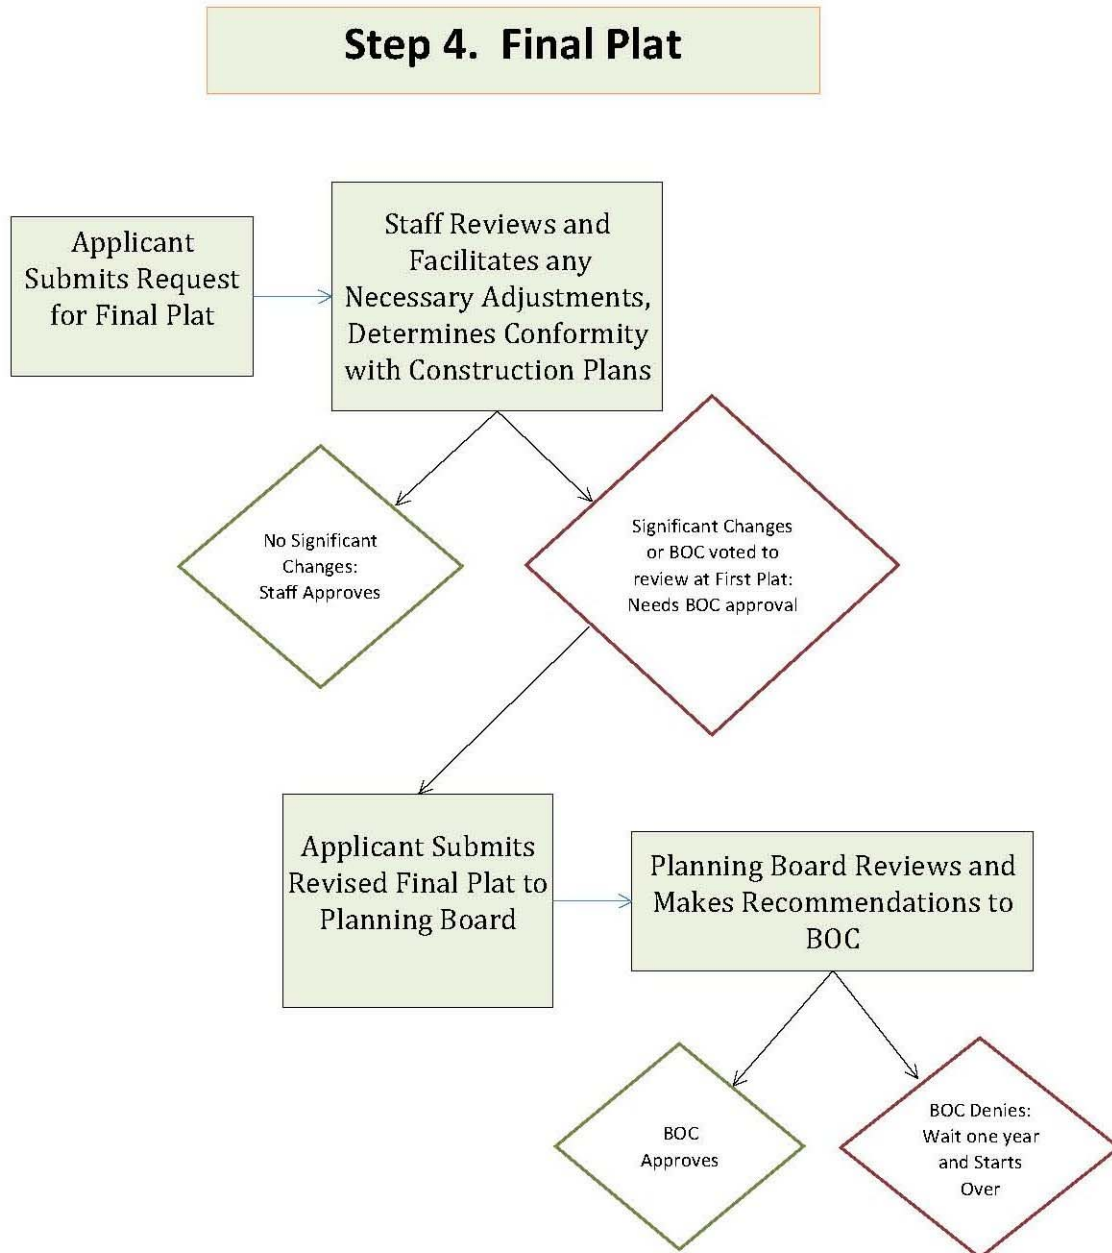 Step 4.  Final Plat
Applicant
Submits Request
for Final Plat
Staff Reviews and
Facilitates any
Necessary Adjustments,
Determines Conformity
with Construction Plans
No Significant
Changes:
Staff Approves
Significant Changes
or BOC voted to
review at First Plat:
Needs BOC approval
Applicant Submits
Revised Final Plat to
Planning Board
Planning Board Reviews and
Makes Recommendations to
BOC
BOC
Approves
BOC Denies:
Wait one year
and Starts
Over